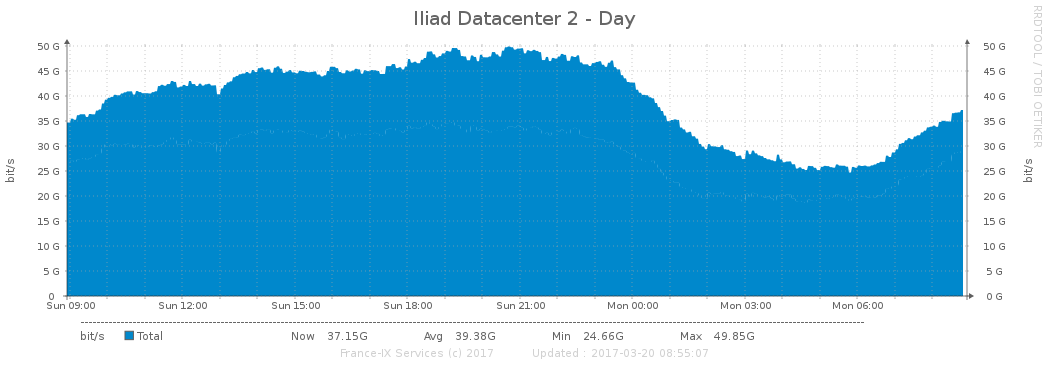 Iliad Datacenter 2 - Day
RRDTOOL / TOBI OETIKER
50 G 50 G
45 G 45 G
40 G 40 G
35 G 35 G
30 G 30 G
25 G 25 G
20 G 20 G
15 G 15 G
10 G 10 G
5 G 5 G
0 0 G
bit/s bit/s
Sun 09:00 Sun 12:00 Sun 15:00 Sun 18:00 Sun 21:00 Mon 00:00 Mon 03:00 Mon 06:00
bit/s Total Now 37.15G Avg 39.38G Min 24.66G Max 49.85G
France-IX Services (c) 2017 Updated : 2017-03-20 08:55:07